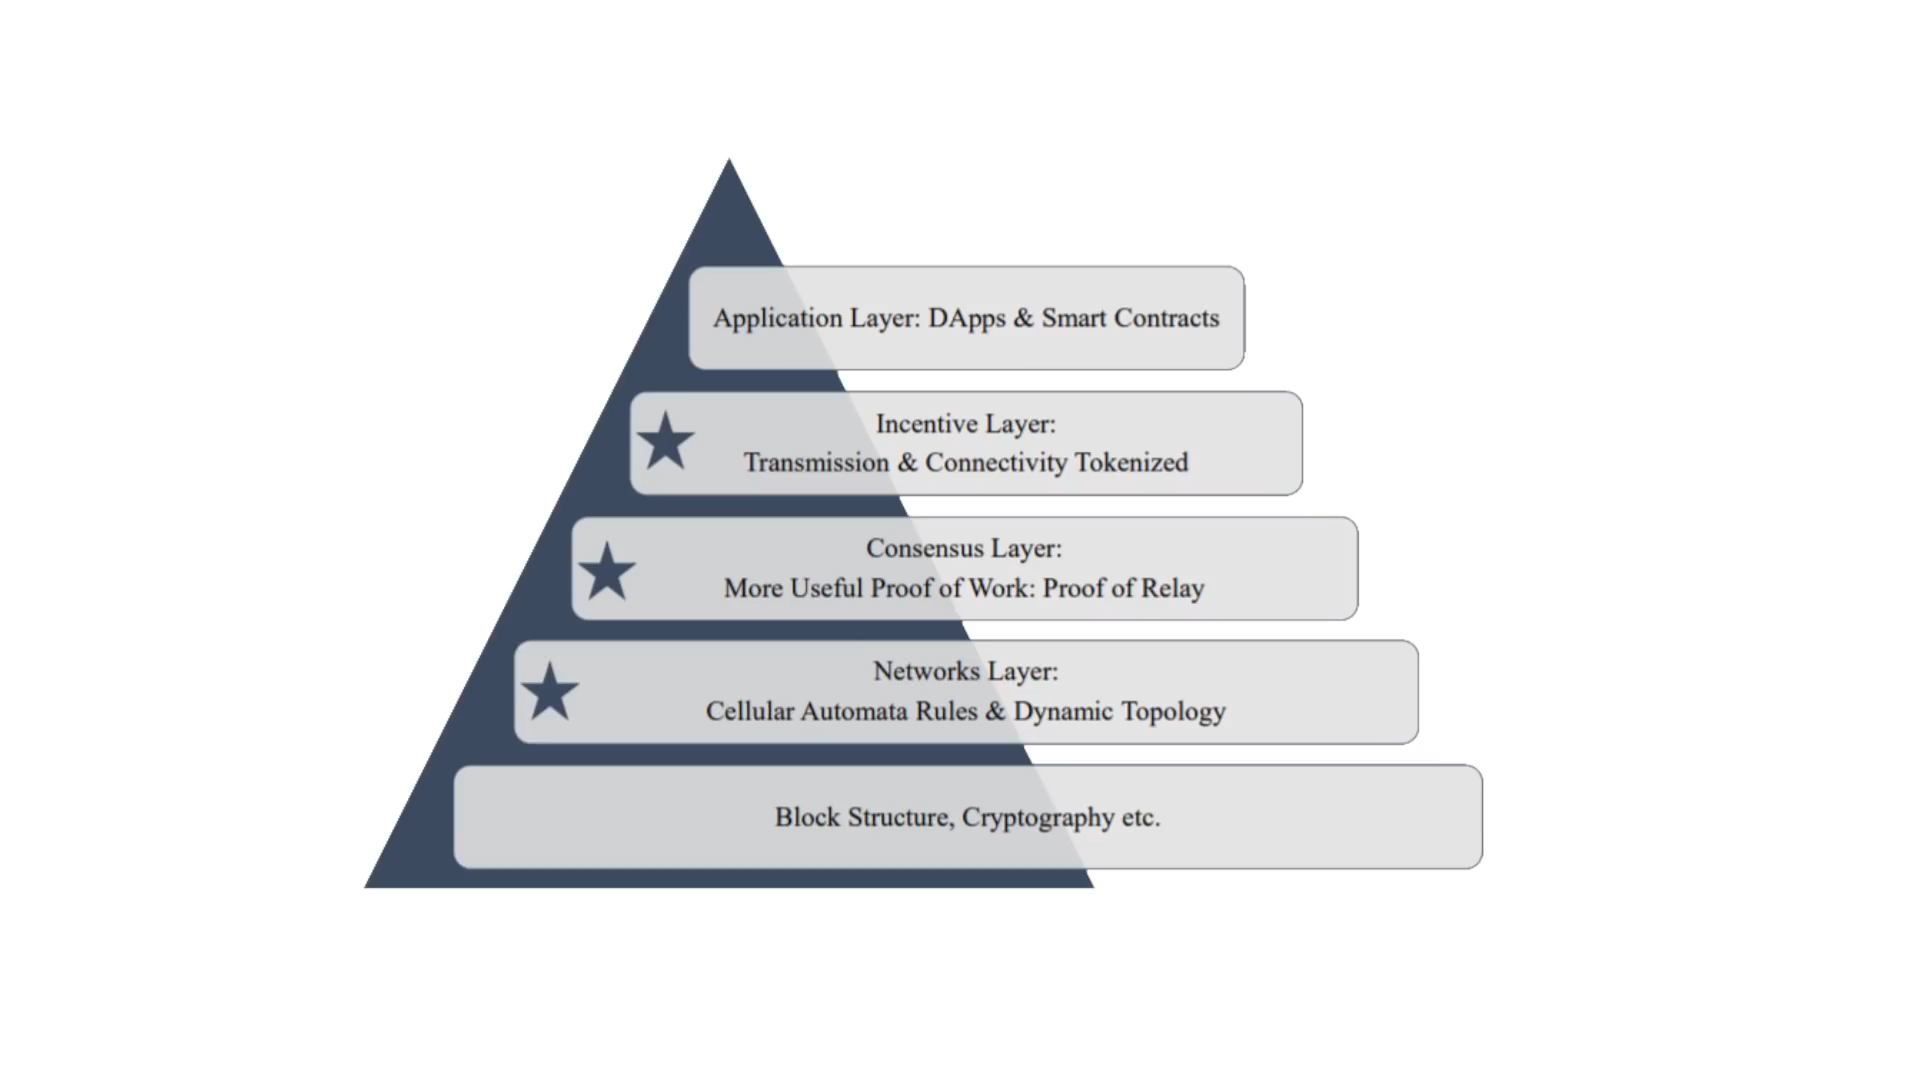 Application Layer: DApps & Smart Contracts
Incentive Layer:
Transmission & Connectivity Tokenized
Consensus Layer:
More Useful Proof of Work: Proof of Relay
Networks Layer:
Cellular Automata Rules & Dynamic Topology
Block Structure, Cryptography etc.